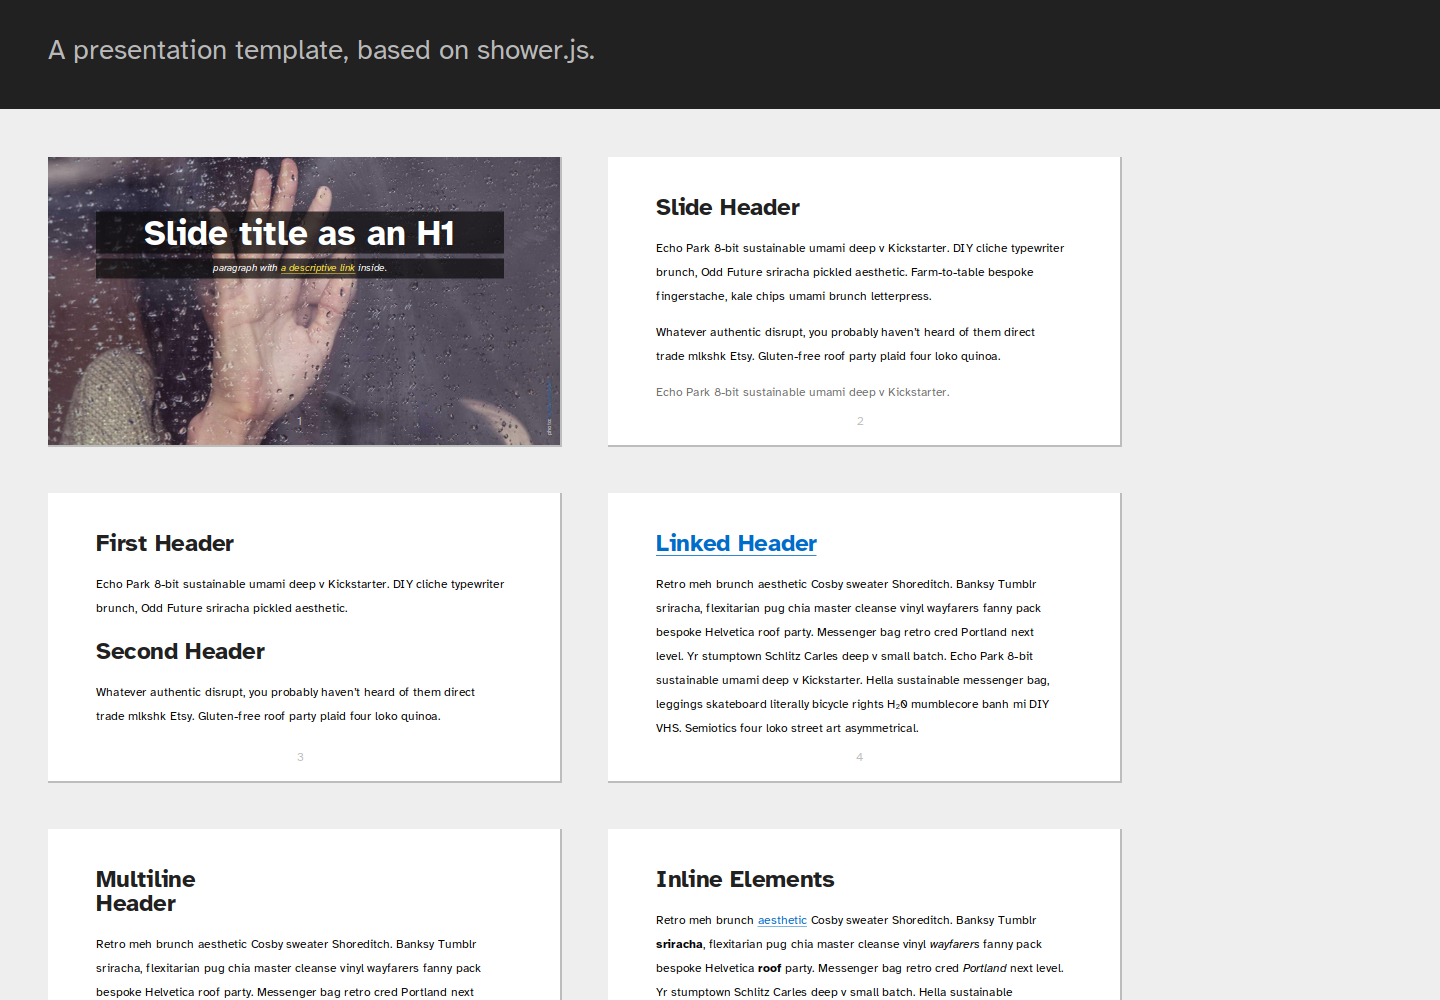 A presentation template, based on shower.js.
Slide title as an H1
paragraph with a descriptive link inside.
photo:
1
Slide Header
Echo Park 8-bit sustainable umami deep v Kickstarter. DIY cliche typewriter
brunch, Odd Future sriracha pickled aesthetic. Farm-to-table bespoke
fingerstache, kale chips umami brunch letterpress.
Whatever authentic disrupt, you probably haven't heard of them direct
trade mlkshk Etsy. Gluten-free roof party plaid four loko quinoa.
Echo Park 8-bit sustainable umami deep v Kickstarter.
2
First Header
Echo Park 8-bit sustainable umami deep v Kickstarter. DIY cliche typewriter
brunch, Odd Future sriracha pickled aesthetic.
Second Header
Whatever authentic disrupt, you probably haven't heard of them direct
trade mlkshk Etsy. Gluten-free roof party plaid four loko quinoa.
3
Linked Header
Retro meh brunch aesthetic Cosby sweater Shoreditch. Banksy Tumblr
sriracha, flexitarian pug chia master cleanse vinyl wayfarers fanny pack
bespoke Helvetica roof party. Messenger bag retro cred Portland next
level. Yr stumptown Schlitz Carles deep v small batch. Echo Park 8-bit
sustainable umami deep v Kickstarter. Hella sustainable messenger bag,
leggings skateboard literally bicycle rights H₂0 mumblecore banh mi DIY
VHS. Semiotics four loko street art asymmetrical.
4
Multiline
Header
Retro meh brunch aesthetic Cosby sweater Shoreditch. Banksy Tumblr
sriracha, flexitarian pug chia master cleanse vinyl wayfarers fanny pack
bespoke Helvetica roof party. Messenger bag retro cred Portland next
Inline Elements
Retro meh brunch aesthetic Cosby sweater Shoreditch. Banksy Tumblr
sriracha, flexitarian pug chia master cleanse vinyl wayfarers fanny pack
bespoke Helvetica roof party. Messenger bag retro cred Portland next level.
Yr stumptown Schlitz Carles deep v small batch. Hella sustainable